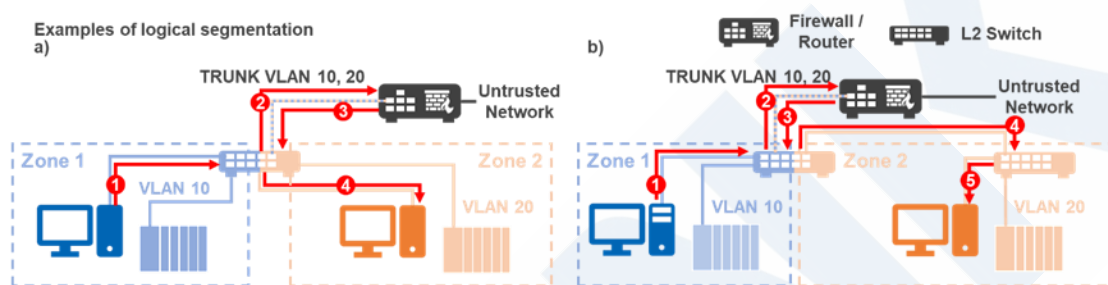 Examples of logical segmentation
a)
TRUNK VLAN 10, 20
2
3
Untrusted
Network
Zone 1
Zone 2
1
VLAN 10
4
VLAN 20
b)
Firewall /
Router
L2 Switch
TRUNK VLAN 10, 20
2
3
Untrusted
Network
4
Zone 1
Zone 2
1
5
VLAN 10
VLAN 20